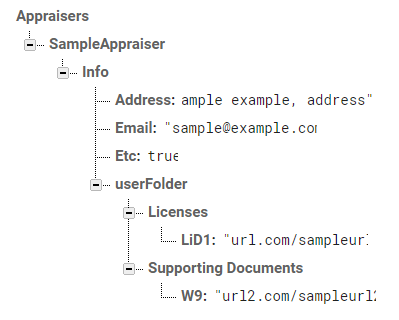 Appraisers
SampleAppraiser
Info
Address: ample example, address"
Email: "sample@example.com
Etc: true
userFolder
Licenses
LiD1: "url.com/sampleurl
Supporting Documents
W9: "url2.com/sampleurl2